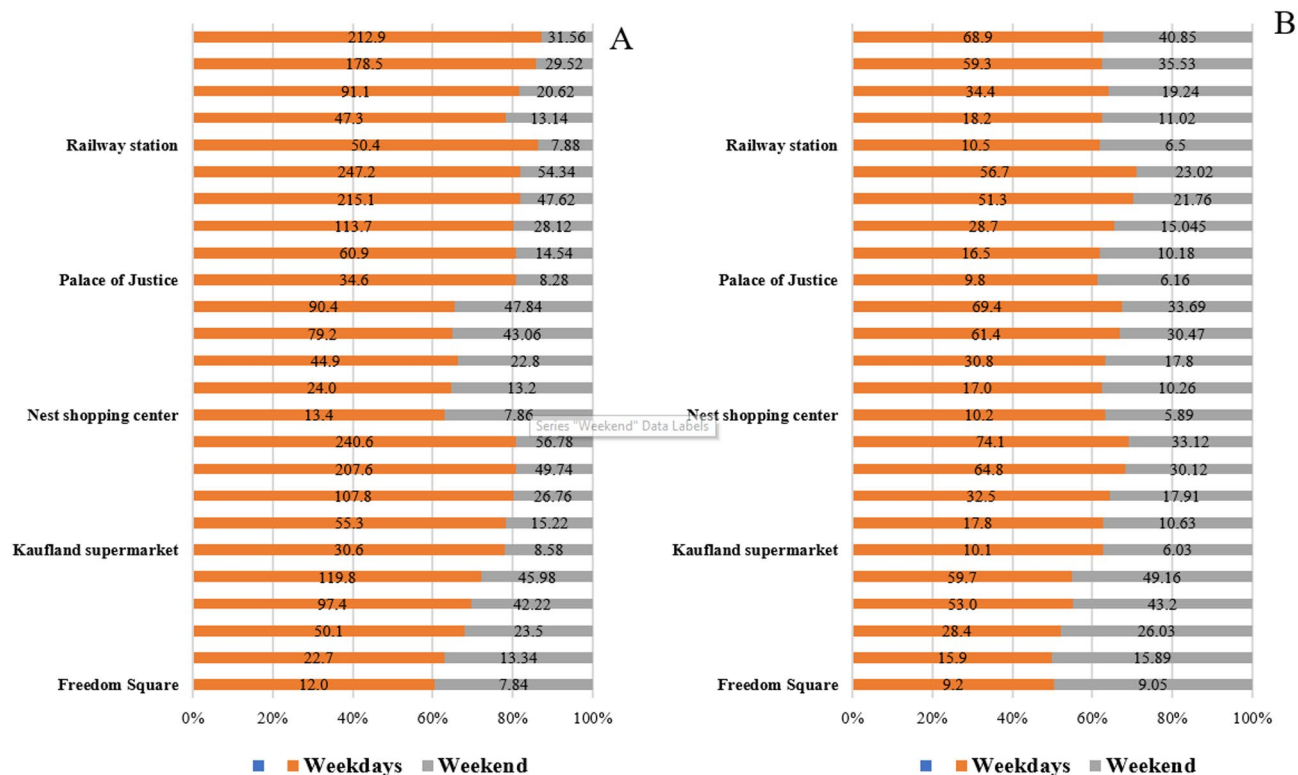 A
B
212.9 31.56
178.5 29.52
91.1 20.62
47.3 13.14
Railway station 50.4 7.88
247.2 54.34
215.1 47.62
113.7 28.12
60.9 14.54
Palace of Justice 34.6 8.28
90.4 47.84
79.2 43.06
44.9 22.8
24.0 13.2
Nest shopping center 13.4 7.86
Series "Weekend" Data Labels
240.6 56.78
207.6 49.74
107.8 26.76
55.3 15.22
Kaufland supermarket 30.6 8.58
119.8 45.98
97.4 42.22
50.1 23.5
22.7 13.34
Freedom Square 12.0 7.84
0% 20% 40% 60% 80% 100%
Weekdays Weekend
68.9 40.85
59.3 35.53
34.4 19.24
18.2 11.02
Railway station 10.5 6.5
56.7 23.02
51.3 21.76
28.7 15.045
16.5 10.18
Palace of Justice 9.8 6.16
69.4 33.69
61.4 30.47
30.8 17.8
17.0 10.26
Nest shopping center 10.2 5.89
74.1 33.12
64.8 30.12
32.5 17.91
17.8 10.63
Kaufland supermarket 10.1 6.03
59.7 49.16
53.0 43.2
28.4 26.03
15.9 15.89
Freedom Square 9.2 9.05
0% 20% 40% 60% 80% 100%
Weekdays Weekend